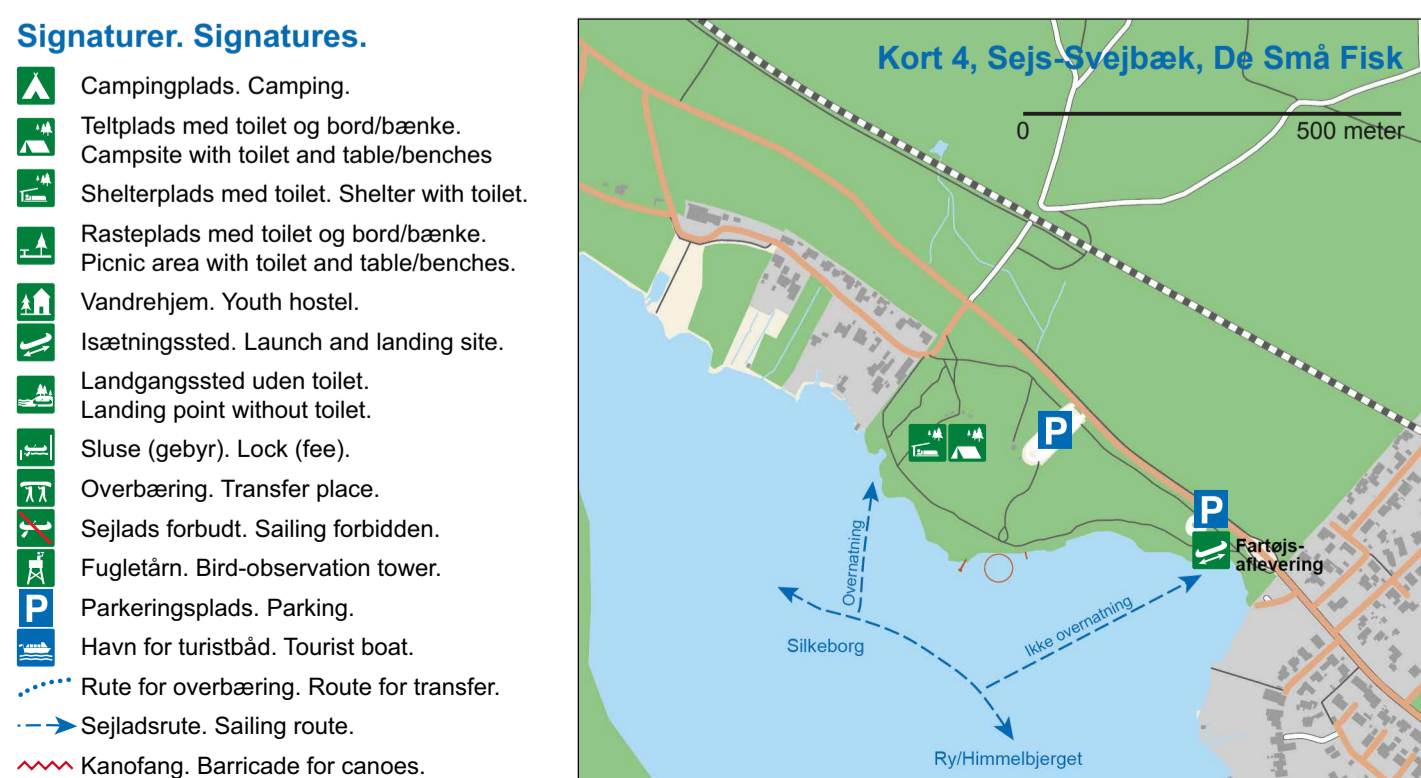 Signaturer. Signatures.
Campingplads. Camping.
Teltplads med toilet og bord/bænke.
Campsite with toilet and table/benches
Shelterplads med toilet. Shelter with toilet.
Rasteplads med toilet og bord/bænke.
Picnic area with toilet and table/benches.
Vandrehjem. Youth hostel.
Isætningssted. Launch and landing site.
Landgangssted uden toilet.
Landing point without toilet.
Sluse (gebyr). Lock (fee).
Overbæring. Transfer place.
Sejlads forbudt. Sailing forbidden.
Fugletårn. Bird-observation tower.
P Parkeringsplads. Parking.
Havn for turistbåd. Tourist boat.
Rute for overbæring. Route for transfer.
Sejladsrute. Sailing route.
Kanofang. Barricade for canoes.
Kort 4, Sejs-Svejbæk, De Små Fisk
0 500 meter
P
P
Fartøjs-
aflevering
Overnatning
Ikke overnatning
Silkeborg
Ry/Himmelbjerget